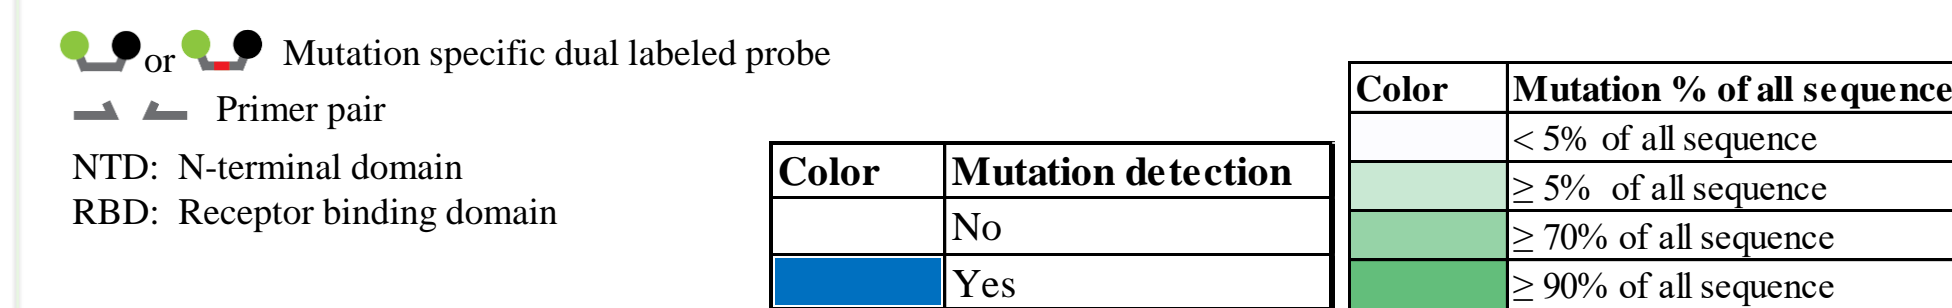 or Mutation specific dual labeled probe
Primer pair
NTD: N-terminal domain
RBD: Receptor binding domain
Color Mutation detection
No
Yes
Color Mutation % of all sequence
< 5% of all sequence
≥ 5% of all sequence
≥ 70% of all sequence
≥ 90% of all sequence